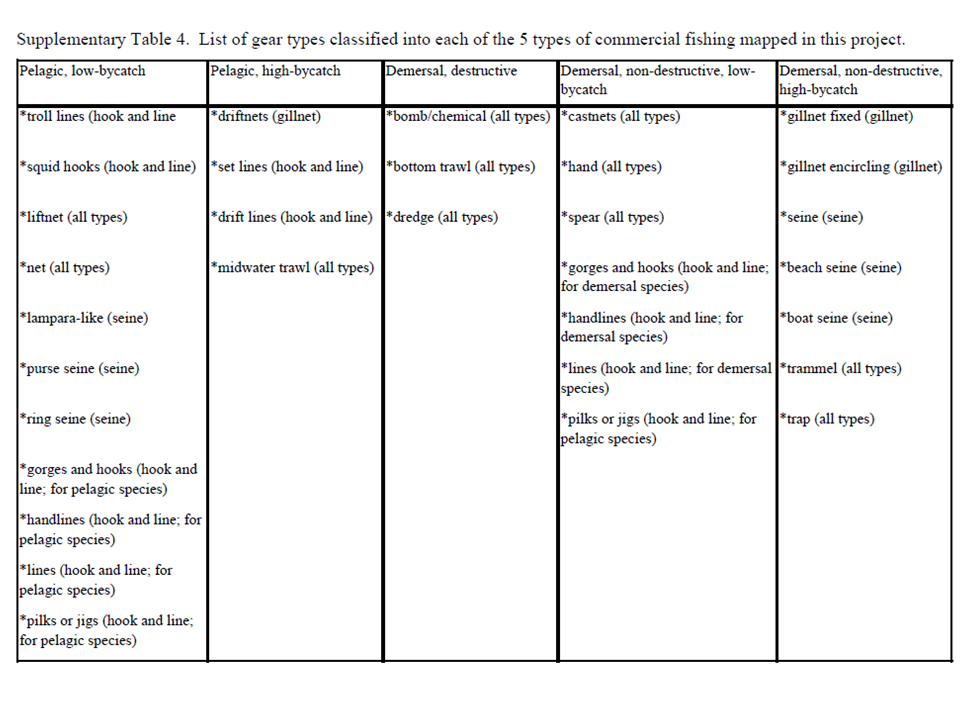 Supplementary Table 4.  List of gear types classified into each of the 5 types of commercial fishing mapped in this project.
Pelagic, low-bycatch
Pelagic, high-bycatch
Demersal, destructive
Demersal, non-destructive, low-
bycatch
Demersal, non-destructive,
high-bycatch
*troll lines (hook and line
*squid hooks (hook and line)
*liftnet (all types)
*net (all types)
*lampara-like (seine)
*purse seine (seine)
*ring seine (seine)
*gorges and hooks (hook and
line; for pelagic species)
*handlines (hook and line; for
pelagic species)
*lines (hook and line; for
pelagic species)
*pilks or jigs (hook and line;
for pelagic species)
*driftnets (gillnet)
*set lines (hook and line)
*drift lines (hook and line)
*midwater trawl (all types)
*bomb/chemical (all types)
*bottom trawl (all types)
*dredge (all types)
*castnets (all types)
*hand (all types)
*spear (all types)
*gorges and hooks (hook and line;
for demersal species)
*handlines (hook and line; for
demersal species)
*lines (hook and line; for demersal
species)
*pilks or jigs (hook and line; for
pelagic species)
*gillnet fixed (gillnet)
*gillnet encircling (gillnet)
*seine (seine)
*beach seine (seine)
*boat seine (seine)
*trammel (all types)
*trap (all types)